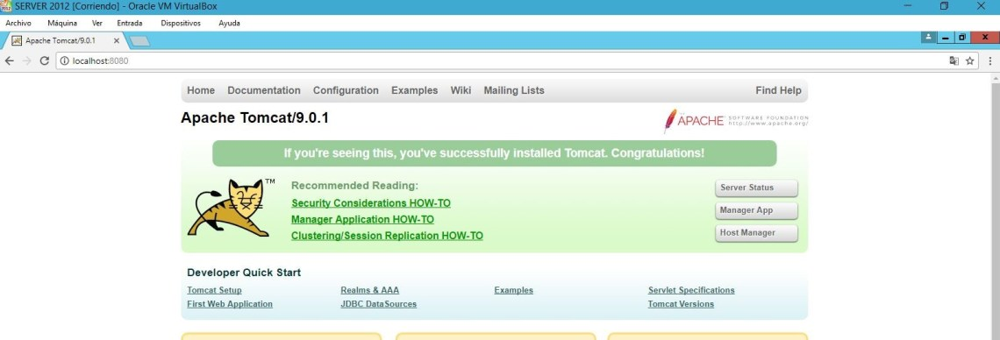 SERVER 2012 [Corriendo] - Oracle VM VirtualBox
Archivo Máquina Ver Entrada Dispositivos Ayuda
Apache Tomcat/9.0.1
localhost:8080
Home Documentation Configuration Examples Wiki Mailing Lists Find Help
Apache Tomcat/9.0.1
APACHE SOFTWARE FOUNDATION
http://www.apache.org/
If you're seeing this, you've successfully installed Tomcat. Congratulations!
TM
Recommended Reading:
Security Considerations HOW-TO
Manager Application HOW-TO
Clustering/Session Replication HOW-TO
Server Status
Manager App
Host Manager
Developer Quick Start
Tomcat Setup Realms & AAA Examples Servlet Specifications
First Web Application JDBC DataSources Tomcat Versions